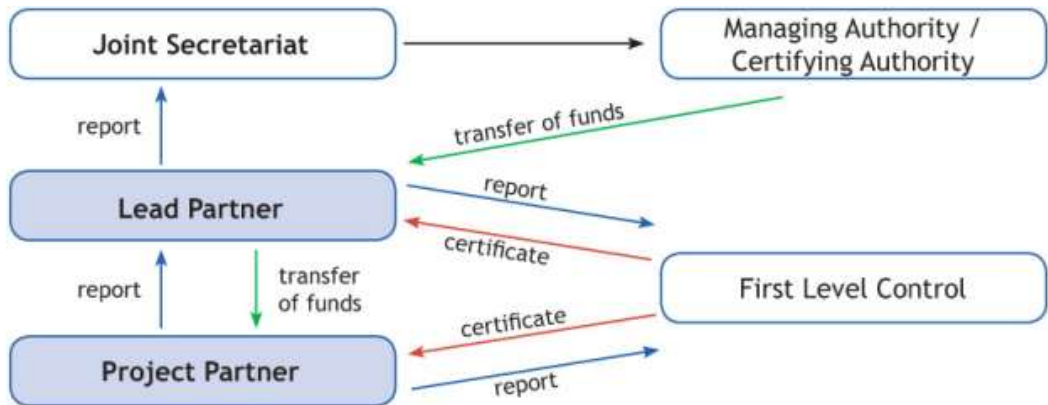 Joint Secretariat
Managing Authority /
Certifying Authority
report
transfer of funds
Lead Partner
report
certificate
report
transfer
of funds
First Level Control
certificate
Project Partner
report